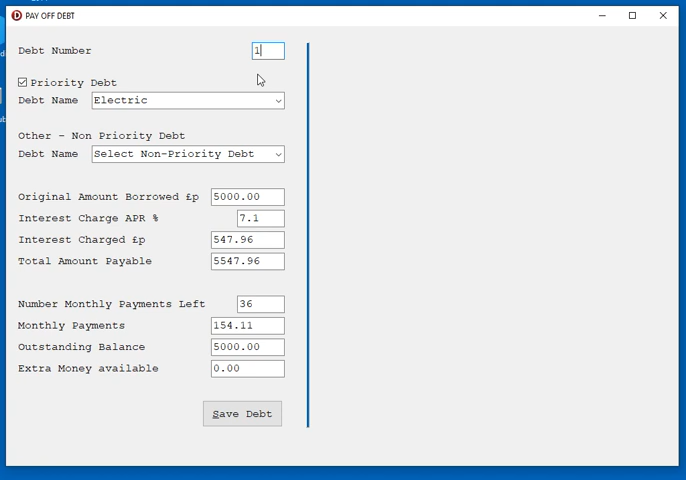 PAY OFF DEBT
Debt Number 1
Priority Debt
Debt Name Electric
Other - Non Priority Debt
Debt Name Select Non-Priority Debt
Original Amount Borrowed £p 5000.00
Interest Charge APR % 7.1
Interest Charged £p 547.96
Total Amount Payable 5547.96
Number Monthly Payments Left 36
Monthly Payments 154.11
Outstanding Balance 5000.00
Extra Money available 0.00
Save Debt